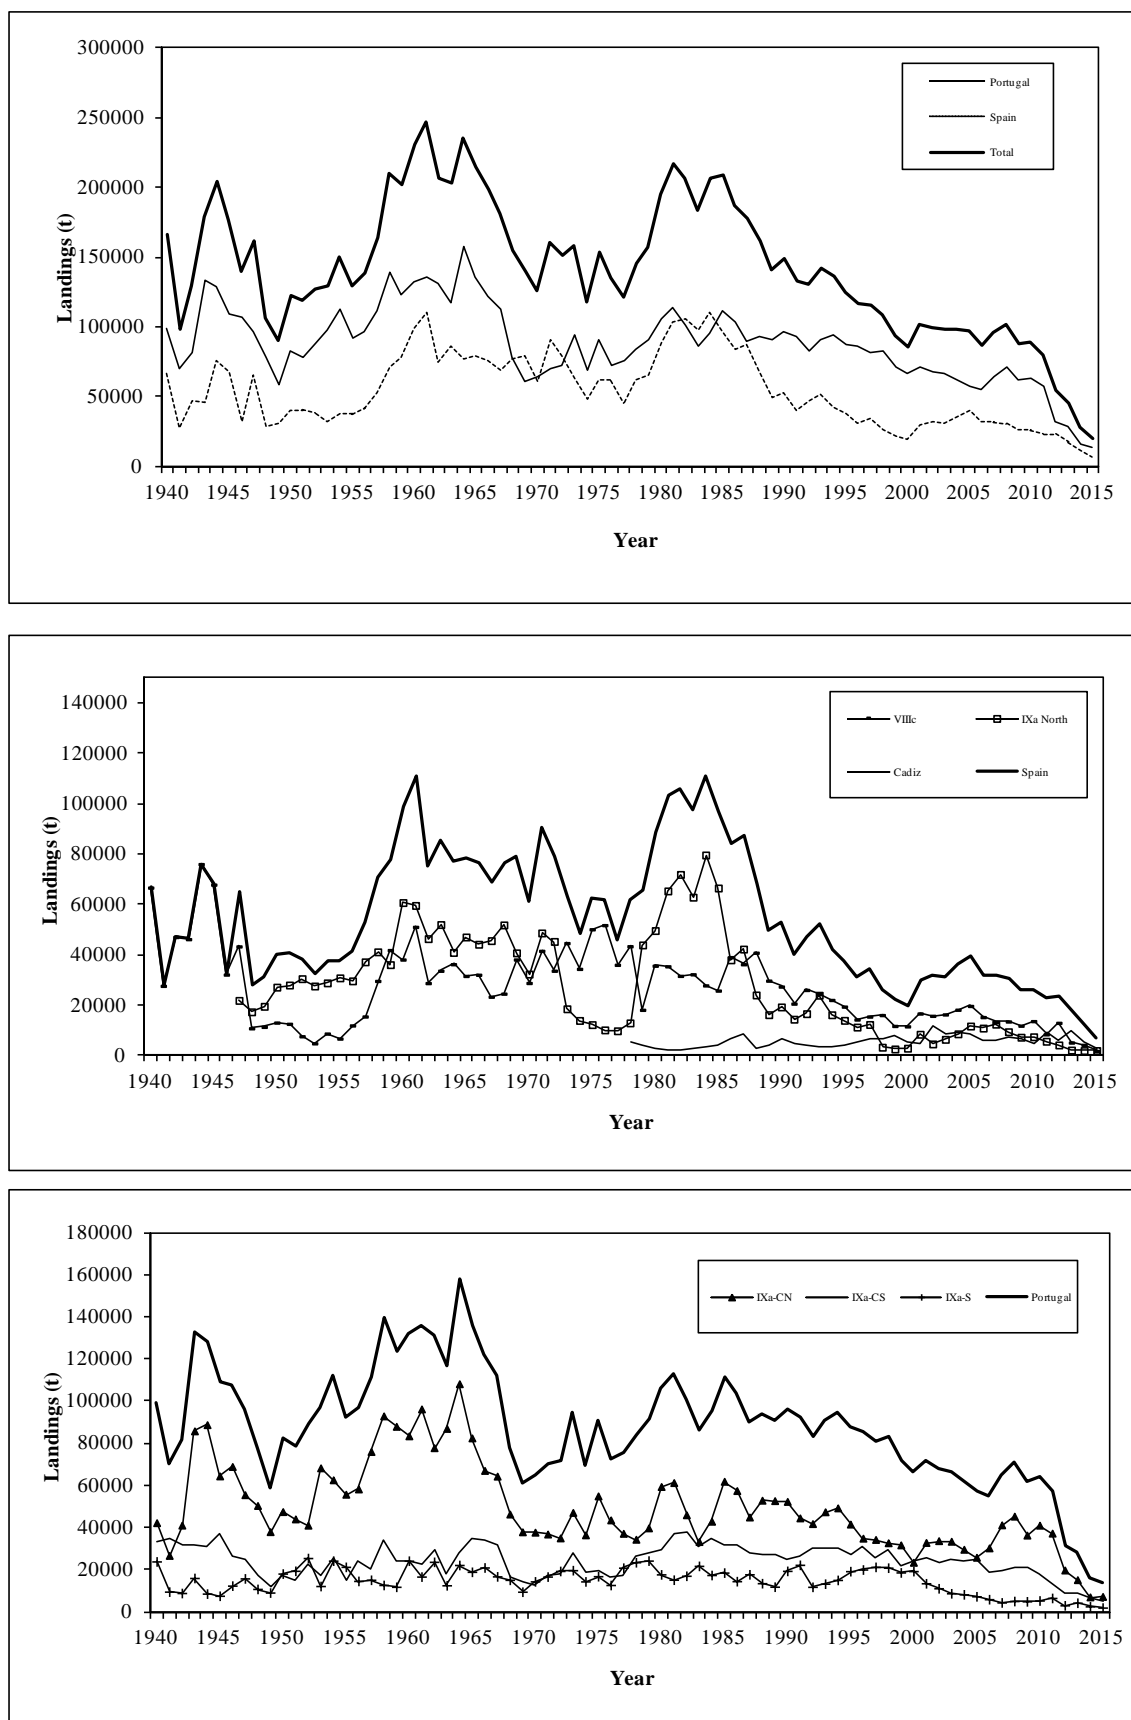 300000
250000
200000
150000
100000
50000
0
Landings (t)
Portugal
Spain
Total
1940 1945 1950 1955 1960 1965 1970 1975 1980 1985 1990 1995 2000 2005 2010 2015
Year
140000
120000
100000
80000
60000
40000
20000
0
Landings (t)
VIIIc IXa North
Cadiz Spain
1940 1945 1950 1955 1960 1965 1970 1975 1980 1985 1990 1995 2000 2005 2010 2015
Year
180000
160000
140000
120000
100000
80000
60000
40000
20000
0
Landings (t)
IXa-CN IXa-CS IXa-S Portugal
1940 1945 1950 1955 1960 1965 1970 1975 1980 1985 1990 1995 2000 2005 2010 2015
Year